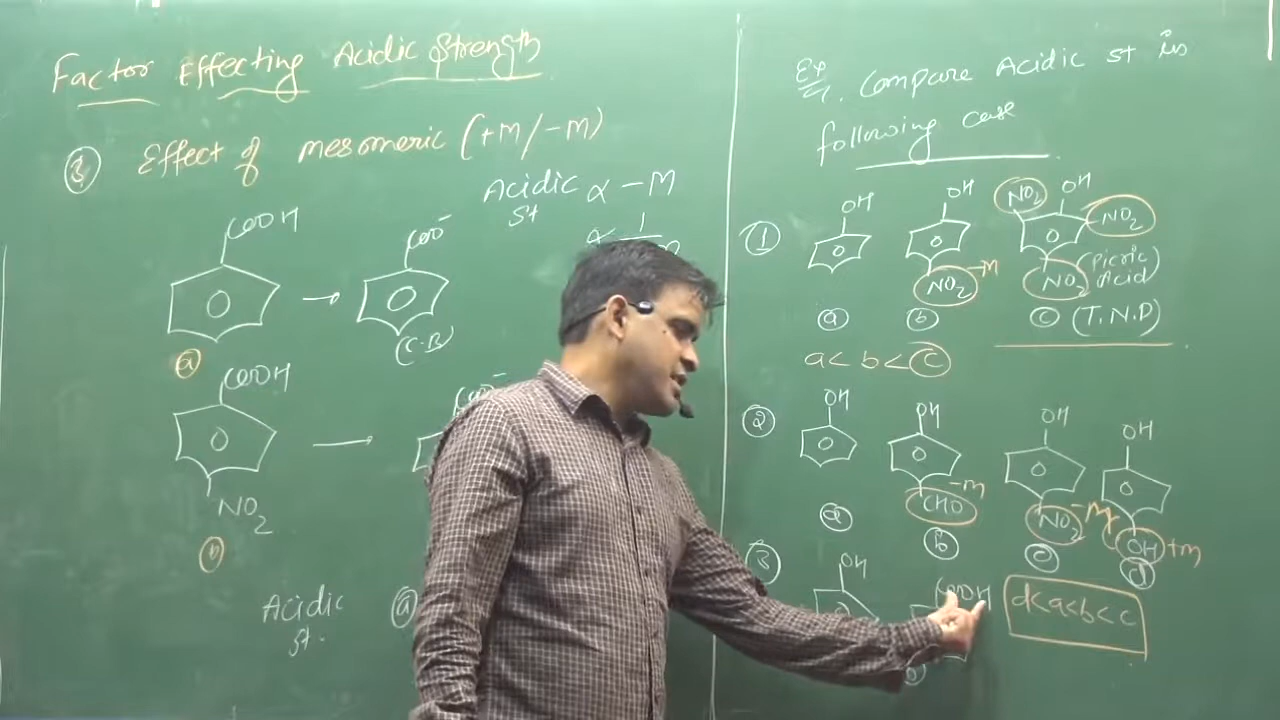 Factor Effecting Acidic Strength
③ Effect of mesomeric (+M/-M)
Acidic St ∝ -M
∝ 1
COOH
COO⁻
(C-B)
ⓐ
COOH
COO⁻
NO2
ⓑ
Acidic st.
ⓐ
Ex. Compare Acidic st is
following case
①
OH
OH
NO2
-M
NO2
OH
NO2
NO2
(Picric Acid)
ⓐ
ⓑ
ⓒ (T.N.P)
a < b < c
②
OH
OH
OH
OH
CHO
-M
NO2
-M
OH
+M
ⓐ
ⓑ
ⓒ
ⓓ
③
OH
COOH
d<a<b<c